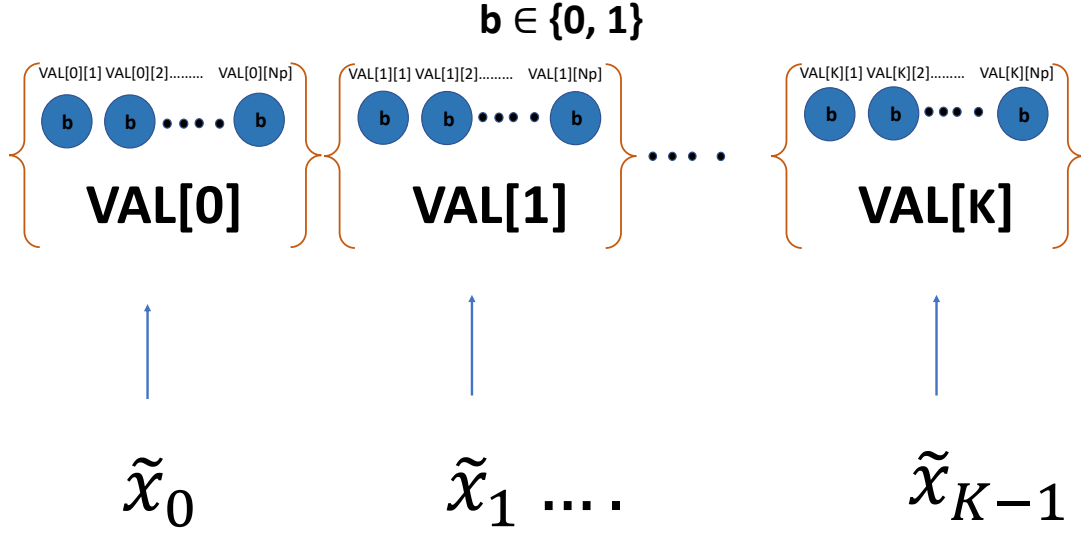 b ∈ {0, 1}
VAL[0][1] VAL[0][2]......... VAL[0][Np] VAL[1][1] VAL[1][2]......... VAL[1][Np] VAL[K][1] VAL[K][2]......... VAL[K][Np]
b b b b b b b b b
VAL[0] VAL[1] VAL[K]
x̃₀ x̃₁ .... x̃_{K−1}